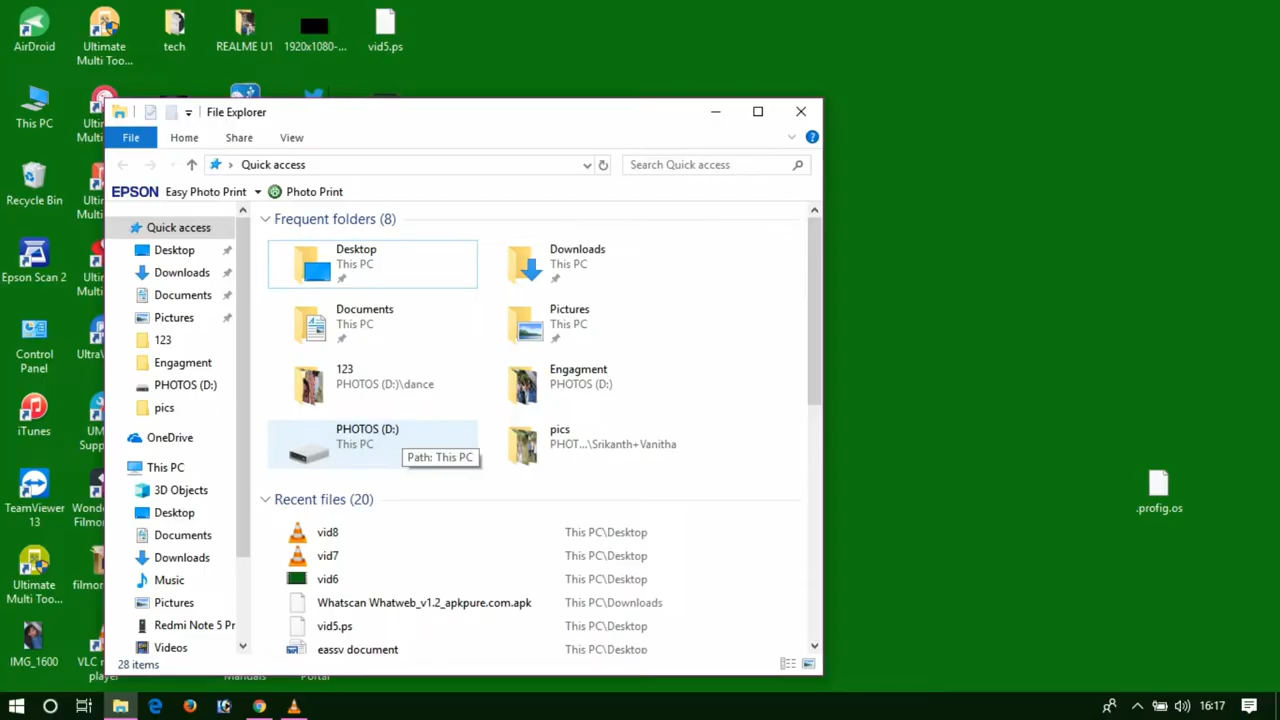 AirDroid
Ultimate
Multi Too...
tech
REALME U1
1920x1080-...
vid5.ps
This PC
Recycle Bin
Epson Scan 2
Control
Panel
iTunes
TeamViewer
13
Ultimate
Multi Too...
IMG_1600
VLC
player
Manuals
Portal
.profig.os
File Explorer
File
Home
Share
View
Quick access
Search Quick access
EPSON
Easy Photo Print
Photo Print
Quick access
Desktop
Downloads
Documents
Pictures
123
Engagment
PHOTOS (D:)
pics
OneDrive
This PC
3D Objects
Desktop
Documents
Downloads
Music
Pictures
Redmi Note 5 Pr
Videos
Frequent folders (8)
Desktop
This PC
Downloads
This PC
Documents
This PC
Pictures
This PC
123
PHOTOS (D:)\dance
Engagment
PHOTOS (D:)
PHOTOS (D:)
This PC
Path: This PC
pics
PHOT...\Srikanth+Vanitha
Recent files (20)
vid8 This PC\Desktop
vid7 This PC\Desktop
vid6 This PC\Desktop
Whatscan Whatweb_v1.2_apkpure.com.apk This PC\Downloads
vid5.ps This PC\Desktop
eassv document This PC\Desktop
28 items
16:17